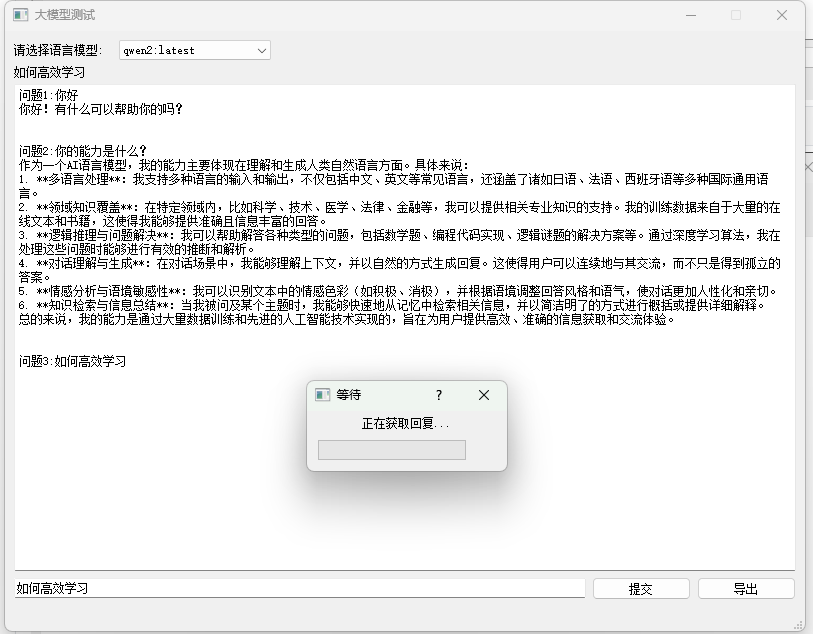 大模型测试
请选择语言模型: qwen2:latest
如何高效学习
问题1:你好
你好！有什么可以帮助你的吗？
问题2:你的能力是什么？
作为一个AI语言模型，我的能力主要体现在理解和生成人类自然语言方面。具体来说：
1. **多语言处理**：我支持多种语言的输入和输出，不仅包括中文、英文等常见语言，还涵盖了诸如日语、法语、西班牙语等多种国际通用语
言。
2. **领域知识覆盖**：在特定领域内，比如科学、技术、医学、法律、金融等，我可以提供相关专业知识的支持。我的训练数据来自于大量的在
线文本和书籍，这使得我能够提供准确且信息丰富的回答。
3. **逻辑推理与问题解决**：我可以帮助解答各种类型的问题，包括数学题、编程代码实现、逻辑谜题的解决方案等。通过深度学习算法，我在
处理这些问题时能够进行有效的推断和解析。
4. **对话理解与生成**：在对话场景中，我能够理解上下文，并以自然的方式生成回复。这使得用户可以连续地与其交流，而不只是得到孤立的
答案。
5. **情感分析与语境敏感性**：我可以识别文本中的情感色彩（如积极、消极），并根据语境调整回答风格和语气，使对话更加人性化和亲切。
6. **知识检索与信息总结**：当我被问及某个主题时，我能够快速地从记忆中检索相关信息，并以简洁明了的方式进行概括或提供详细解释。
总的来说，我的能力是通过大量数据训练和先进的人工智能技术实现的，旨在为用户提供高效、准确的信息获取和交流体验。
问题3:如何高效学习
等待 ?
正在获取回复...
如何高效学习 提交 导出